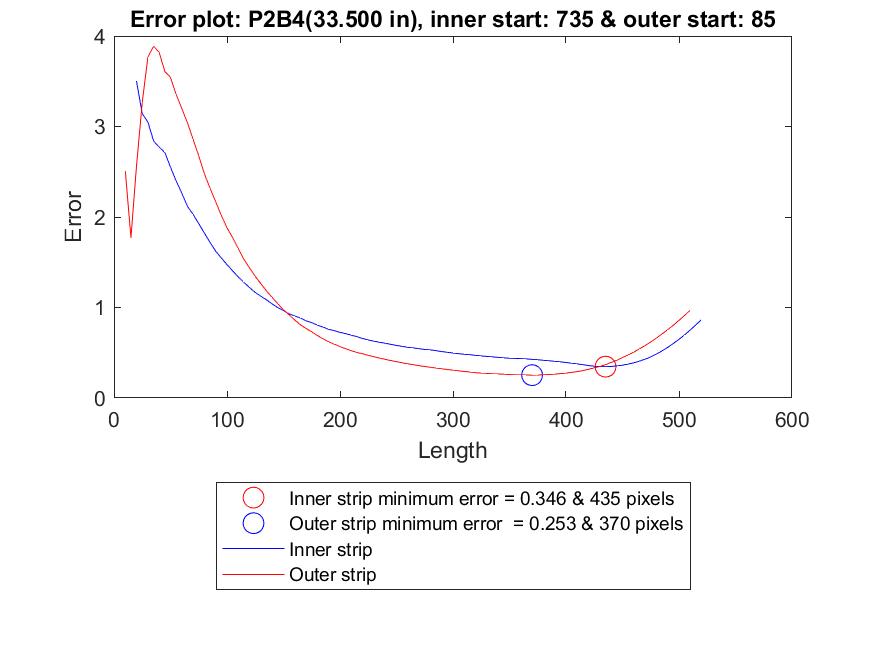 Error plot: P2B4(33.500 in), inner start: 735 & outer start: 85
4
3
2
1
0
Error
0 100 200 300 400 500 600
Length
Inner strip minimum error = 0.346 & 435 pixels
Outer strip minimum error  = 0.253 & 370 pixels
Inner strip
Outer strip